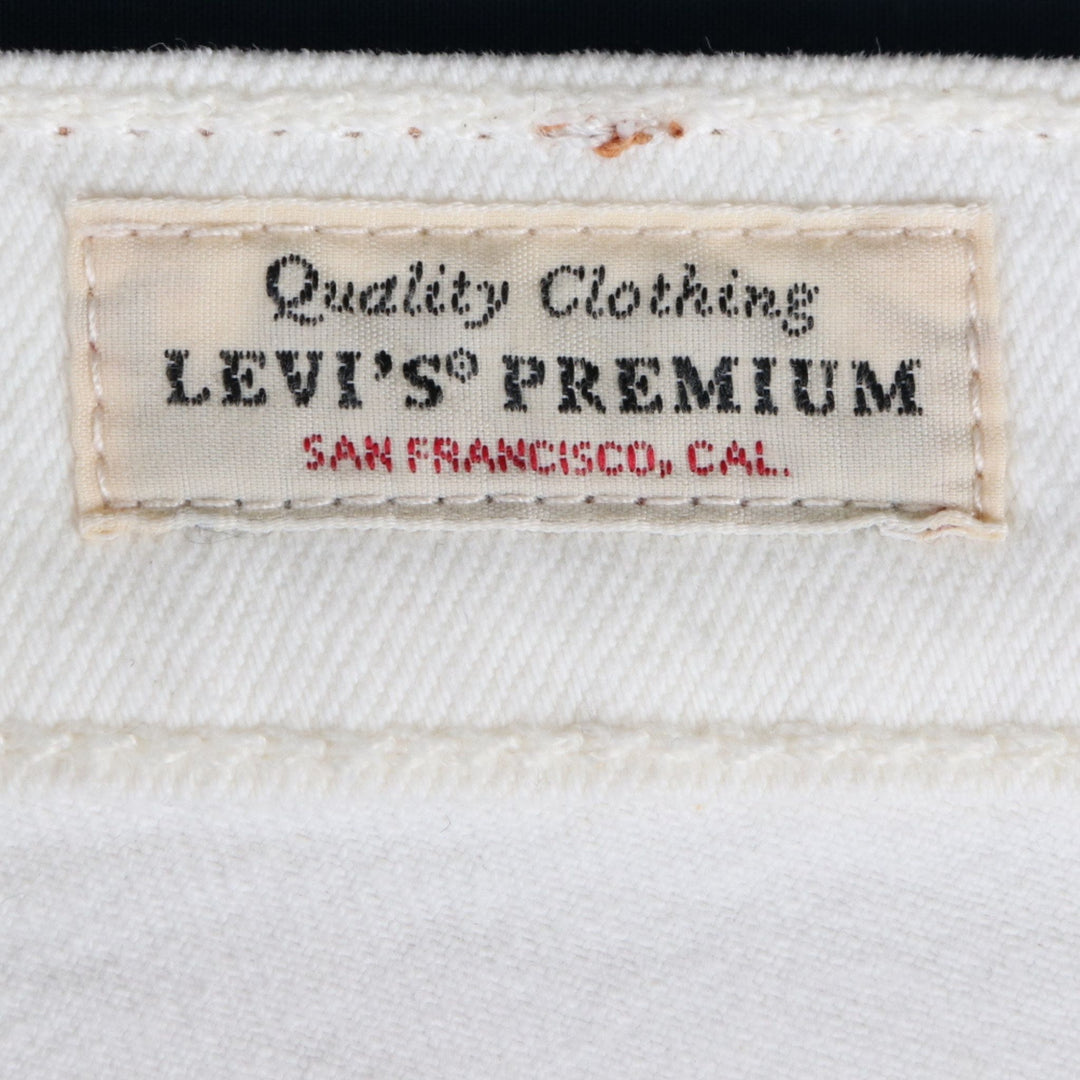 Quality Clothing
LEVI'S® PREMIUM
SAN FRANCISCO, CAL.